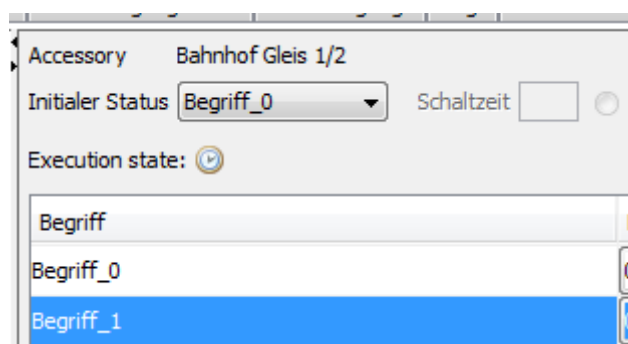 Accessory Bahnhof Gleis 1/2
Initialer Status Begriff_0 Schaltzeit
Execution state:
Begriff
Begriff_0
Begriff_1